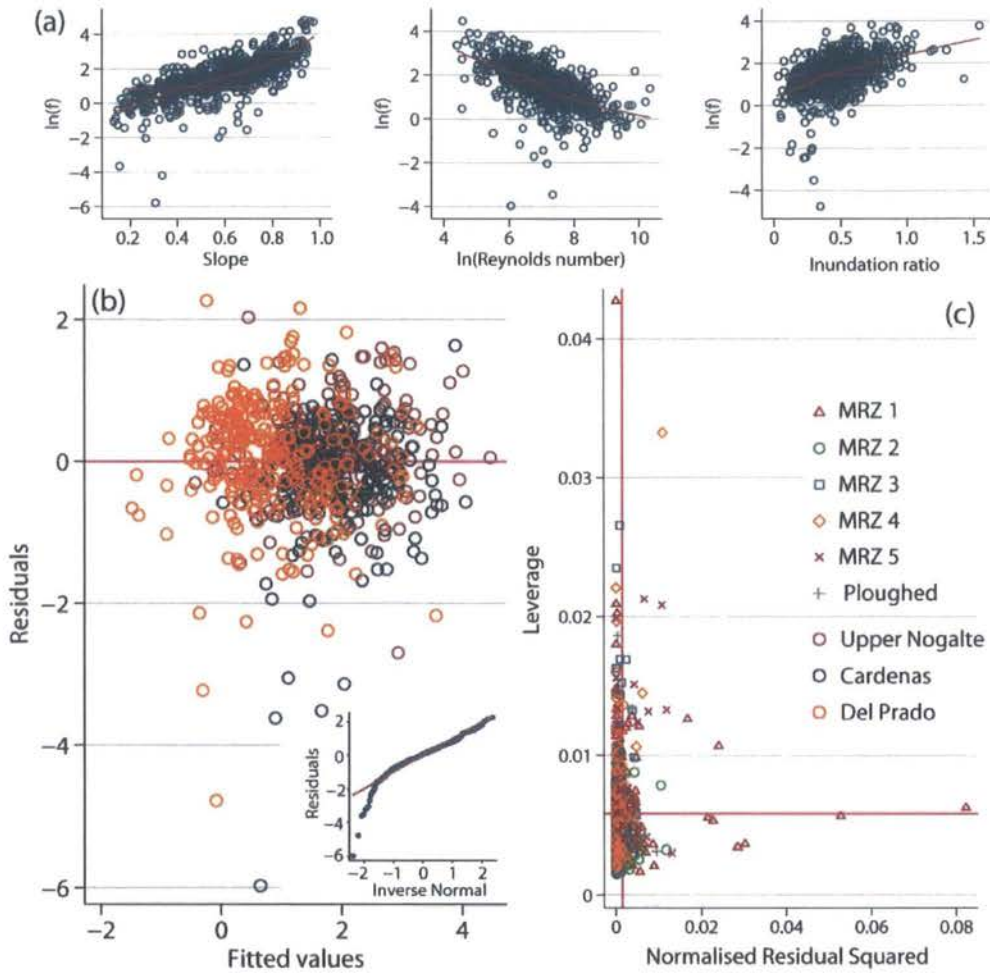 (a)
ln(f)
4
2
0
−2
−4
−6
0.2 0.4 0.6 0.8 1.0
Slope
ln(f)
4
2
0
−2
−4
4 6 8 10
ln(Reynolds number)
ln(f)
4
2
0
−2
−4
0 0.5 1.0 1.5
Inundation ratio
(b)
Residuals
2
0
−2
−4
−6
−2 0 2 4
Fitted values
Residuals
2
0
−2
−4
−6
−2 −1 0 1 2
Inverse Normal
(c)
Leverage
0.04
0.03
0.02
0.01
0
0 0.02 0.04 0.06 0.08
Normalised Residual Squared
MRZ 1
MRZ 2
MRZ 3
MRZ 4
MRZ 5
Ploughed
Upper Nogalte
Cardenas
Del Prado